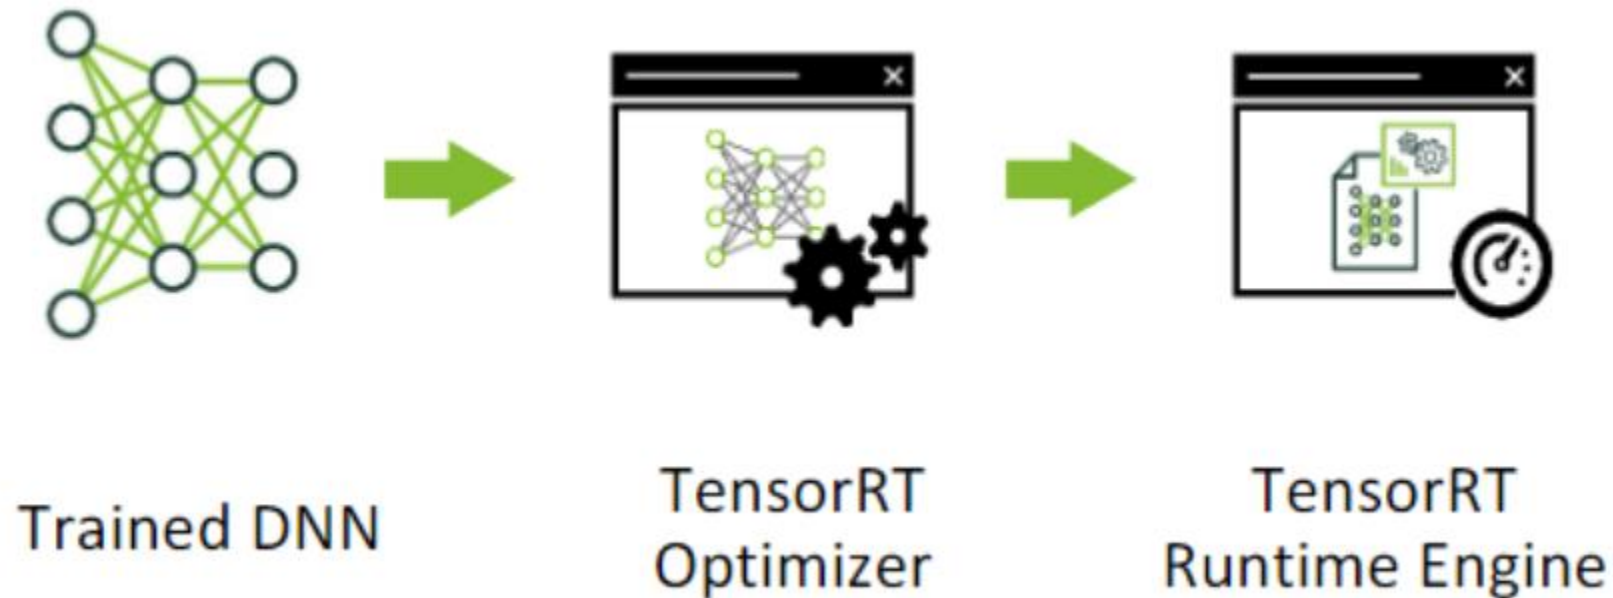 Trained DNN
TensorRT
Optimizer
TensorRT
Runtime Engine